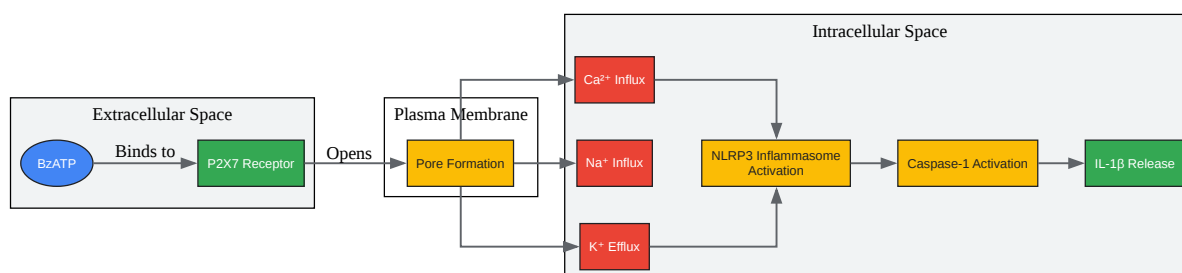 Intracellular Space
Ca²⁺ Influx
Extracellular Space
Plasma Membrane
BzATP
Binds to
P2X7 Receptor
Opens
Pore Formation
Na⁺ Influx
NLRP3 Inflammasome
Activation
Caspase-1 Activation
IL-1β Release
K⁺ Efflux